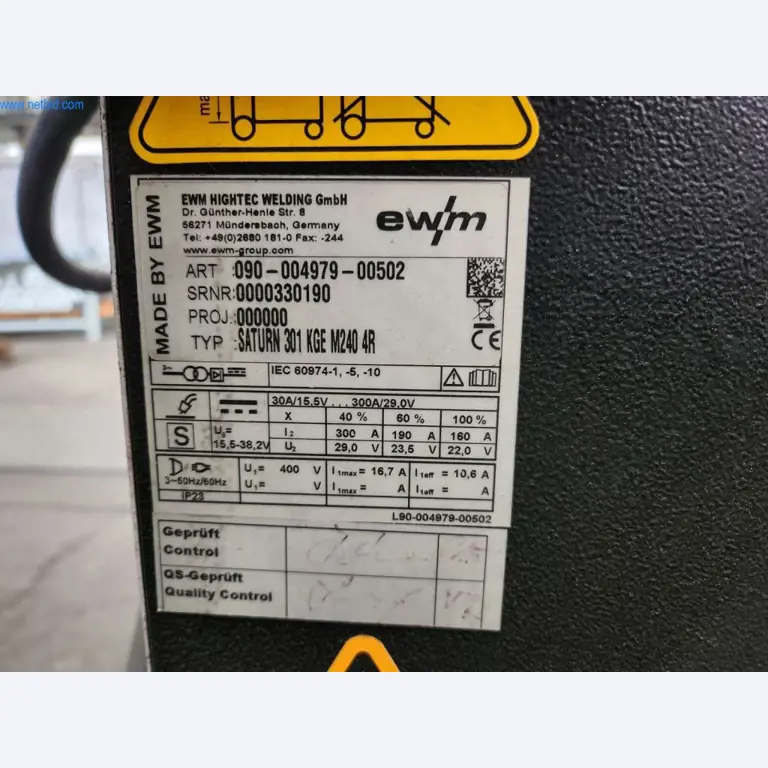 www.netbid.com
max
MADE BY EWM
EWM HIGHTEC WELDING GmbH
Dr. Günther-Henle Str. 8
56271 Mündersbach, Germany
Tel: +49(0)2680 181-0 Fax: -244
www.ewm-group.com
ewm
ART :090-004979-00502
SRNR:0000330190
PROJ.:000000
TYP :SATURN 301 KGE M240 4R
CE
IEC 60974-1, -5, -10
30A/15.5V...300A/29.0V
X 40 % 60 % 100 %
S U₀= 15,5-38,2V
I₂ 300 A 190 A 160 A
U₂ 29,0 V 23,5 V 22,0 V
3~50Hz/60Hz
U₁= 400 V I₁max = 16,7 A I₁eff = 10,6 A
U₁= V I₁max = A I₁eff = A
IP23
L90-004979-00502
Geprüft
Control
QS-Geprüft
Quality Control